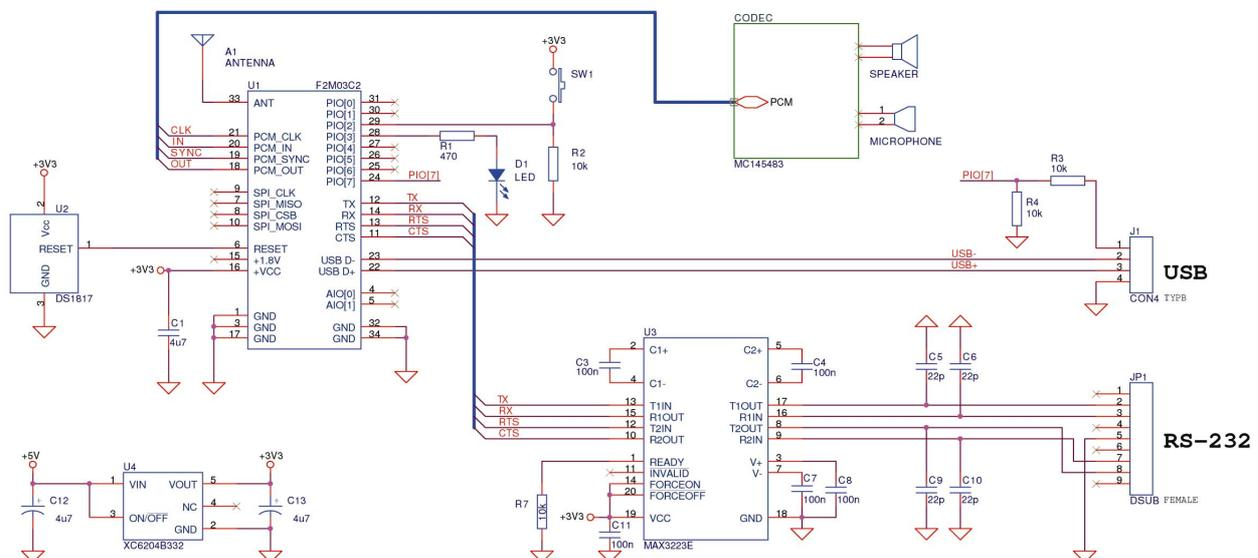 CODEC
SPEAKER
1
2
MICROPHONE
PCM
MC145483
A1
ANTENNA
U1
F2M03C2
+3V3
SW1
33 ANT
21 PCM_CLK
20 PCM_IN
19 PCM_SYNC
18 PCM_OUT
CLK
IN
SYNC
OUT
9 SPI_CLK
7 SPI_MISO
8 SPI_CSB
10 SPI_MOSI
6 RESET
15 +1.8V
16 +VCC
1 GND
3 GND
17 GND
PIO[0] 31
PIO[1] 30
PIO[2] 29
PIO[3] 28
PIO[4] 27
PIO[5] 26
PIO[6] 25
PIO[7] 24
PIO[7]
TX 12 TX
RX 14 RX
RTS 13 RTS
CTS 11 CTS
USB D- 23
USB D+ 22
AIO[0] 4
AIO[1] 5
GND 32
GND 34
R1
470
D1
LED
R2
10k
+3V3
2
U2
Vcc
RESET 1
GND
3
DS1817
+3V3
C1
4u7
PIO[7]
R3
10k
R4
10k
USB-
USB+
J1
1
2
3
4
CON4 TYPB
USB
U3
C3
100n
2 C1+
4 C1-
13 T1IN
15 R1OUT
12 T2IN
10 R2OUT
TX
RX
RTS
CTS
1 READY
11 INVALID
14 FORCEON
20 FORCEOFF
19 VCC
C2+ 5
C2- 6
T1OUT 17
R1IN 16
T2OUT 8
R2IN 9
V+ 3
V- 7
GND 18
MAX3223E
C4
100n
C5
22p
C6
22p
C7
100n
C8
100n
C9
22p
C10
22p
R7
10k
+3V3
C11
100n
JP1
1
2
3
4
5
6
7
8
9
DSUB FEMALE
RS-232
+5V
C12
4u7
U4
1 VIN
3 ON/OFF
VOUT 5
NC 4
GND 2
XC6204B332
+3V3
C13
4u7